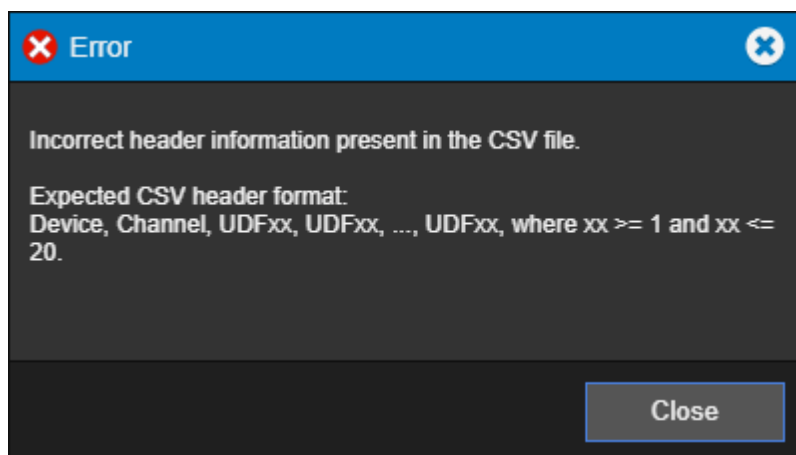 Error
Incorrect header information present in the CSV file.
Expected CSV header format:
Device, Channel, UDFxx, UDFxx, ..., UDFxx, where xx >= 1 and xx <=
20.
Close